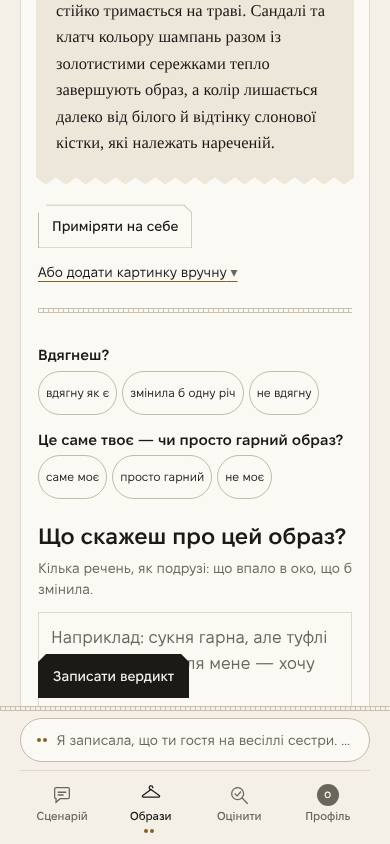 стійко тримається на траві. Сандалі та
клатч кольору шампань разом із
золотистими сережками тепло
завершують образ, а колір лишається
далеко від білого й відтінку слонової
кістки, які належать нареченій.
Приміряти на себе
Або додати картинку вручну ▾
Вдягнеш?
вдягну як є
змінила б одну річ
не вдягну
Це саме твоє — чи просто гарний образ?
саме моє
просто гарний
не моє
Що скажеш про цей образ?
Кілька речень, як подрузі: що впало в око, що б
змінила.
Наприклад: сукня гарна, але туфлі
ля мене — хочу
Записати вердикт
Я записала, що ти гостя на весіллі сестри. ...
Сценарій
Образи
Оцінити
О
Профіль